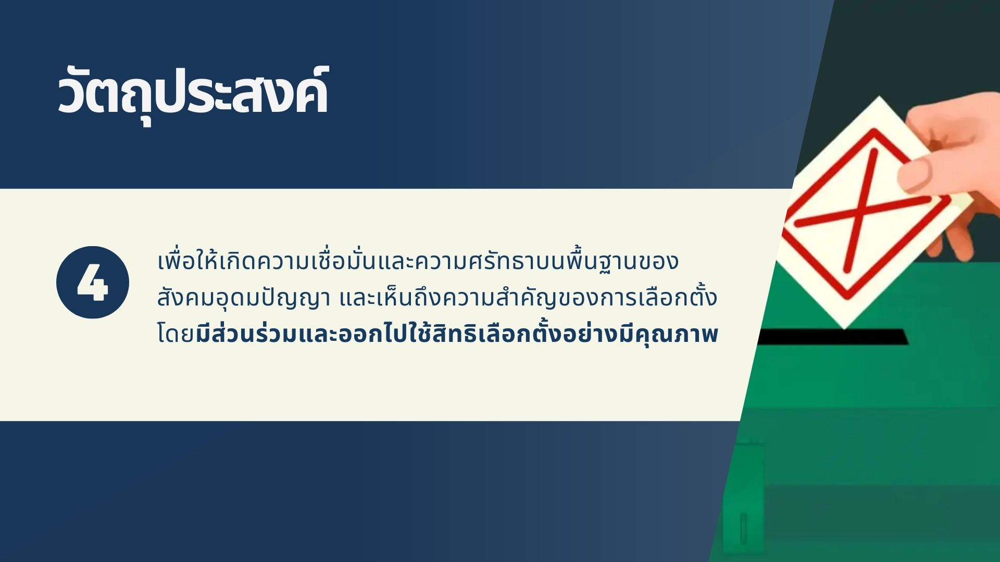 วัตถุประสงค์
4
เพื่อให้เกิดความเชื่อมั่นและความศรัทธาบนพื้นฐานของ
สังคมอุดมปัญญา และเห็นถึงความสำคัญของการเลือกตั้ง
โดยมีส่วนร่วมและออกไปใช้สิทธิเลือกตั้งอย่างมีคุณภาพ